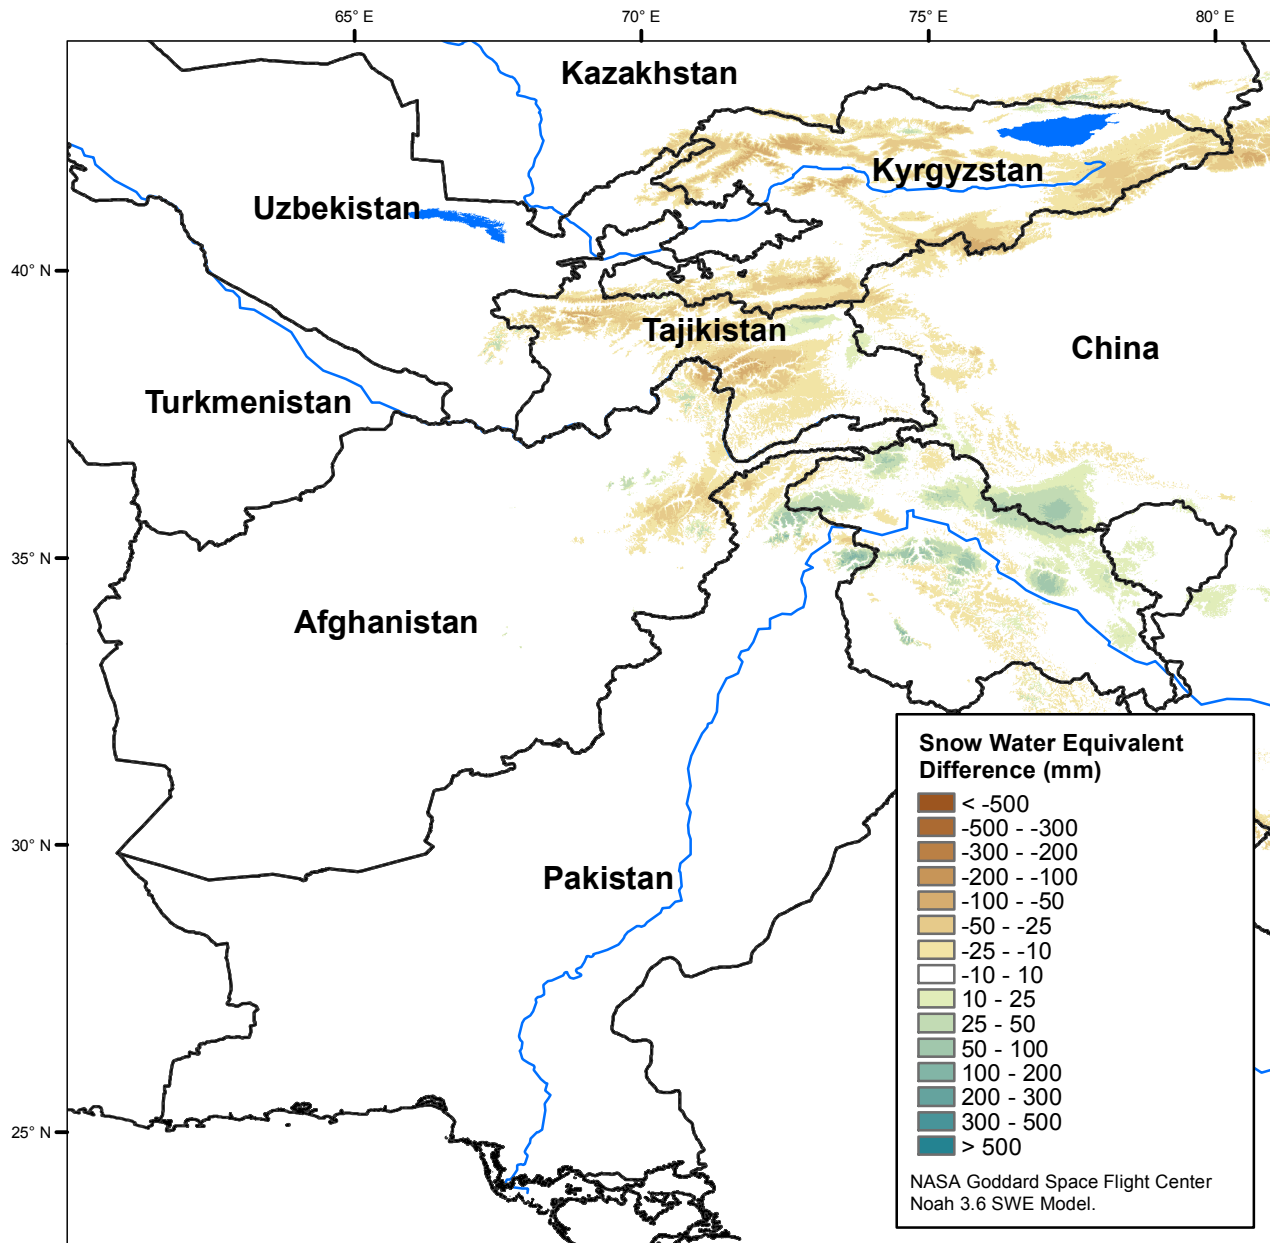 65° E
70° E
75° E
80° E
Kazakhstan
Kyrgyzstan
Uzbekistan
40° N
Tajikistan
China
Turkmenistan
35° N
Afghanistan
30° N
Pakistan
25° N
Snow Water Equivalent
Difference (mm)
< -500
-500 - -300
-300 - -200
-200 - -100
-100 - -50
-50 - -25
-25 - -10
-10 - 10
10 - 25
25 - 50
50 - 100
100 - 200
200 - 300
300 - 500
> 500
NASA Goddard Space Flight Center
Noah 3.6 SWE Model.